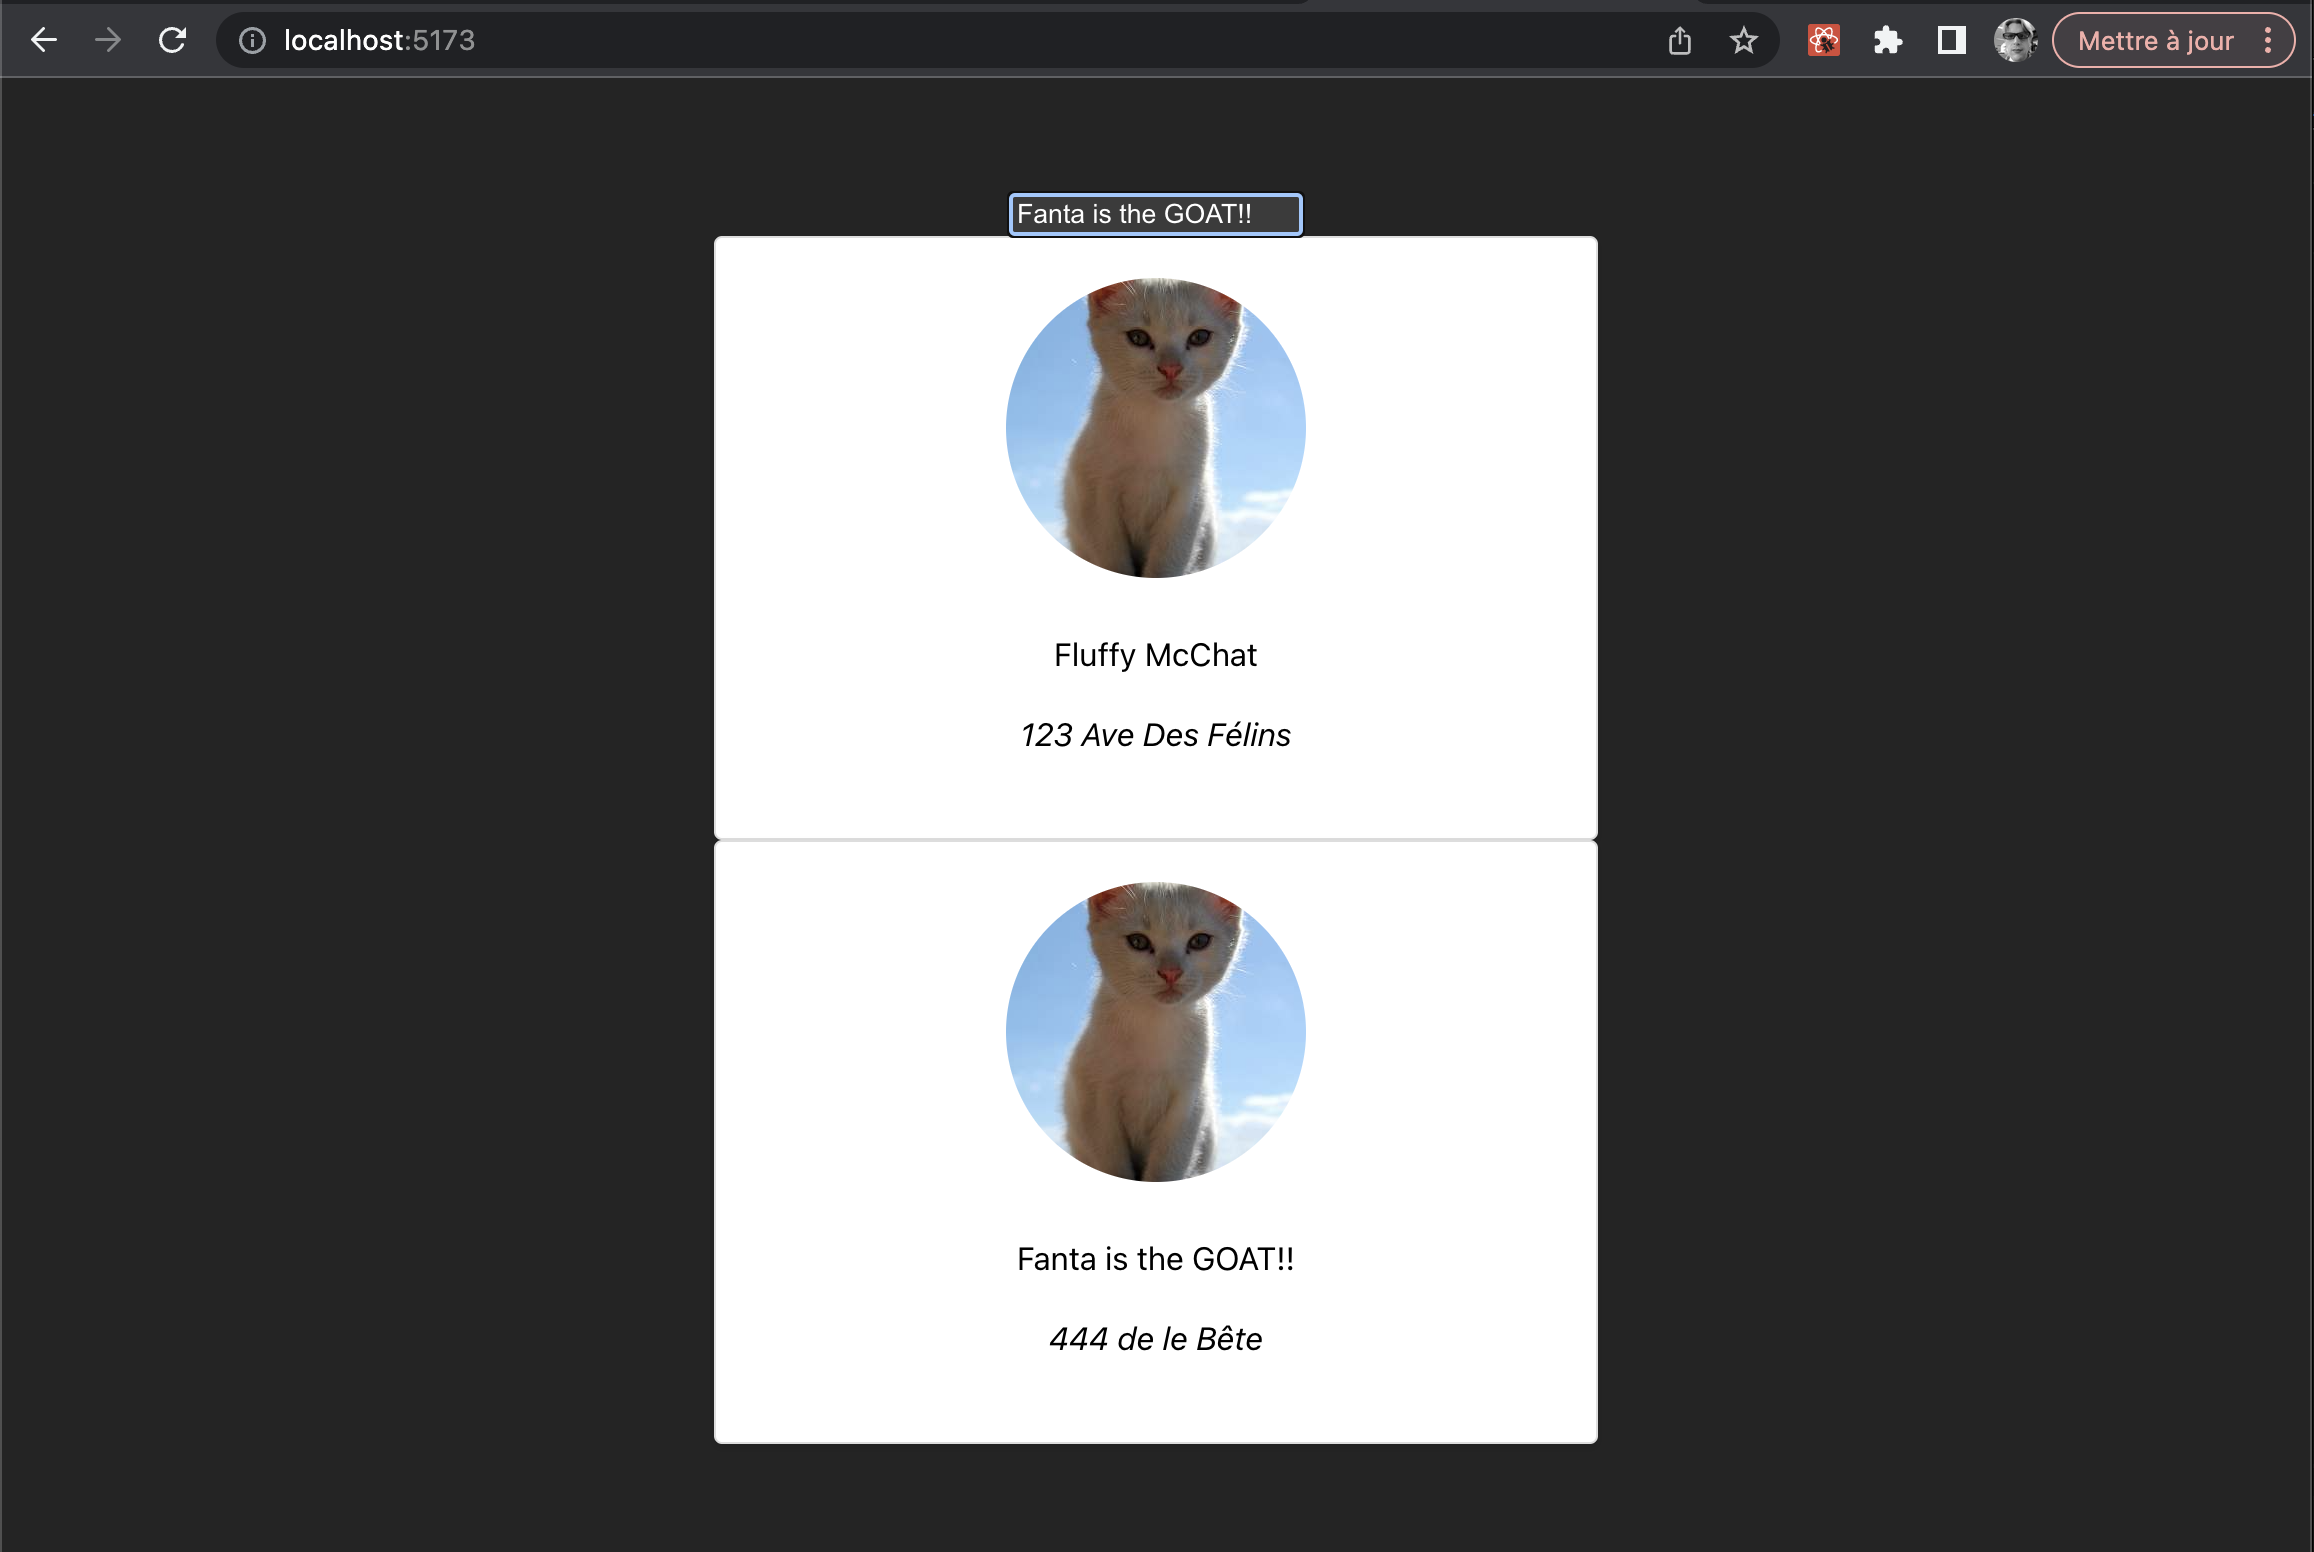 localhost:5173
Mettre à jour
Fanta is the GOAT!!
Fluffy McChat
123 Ave Des Félins
Fanta is the GOAT!!
444 de le Bête